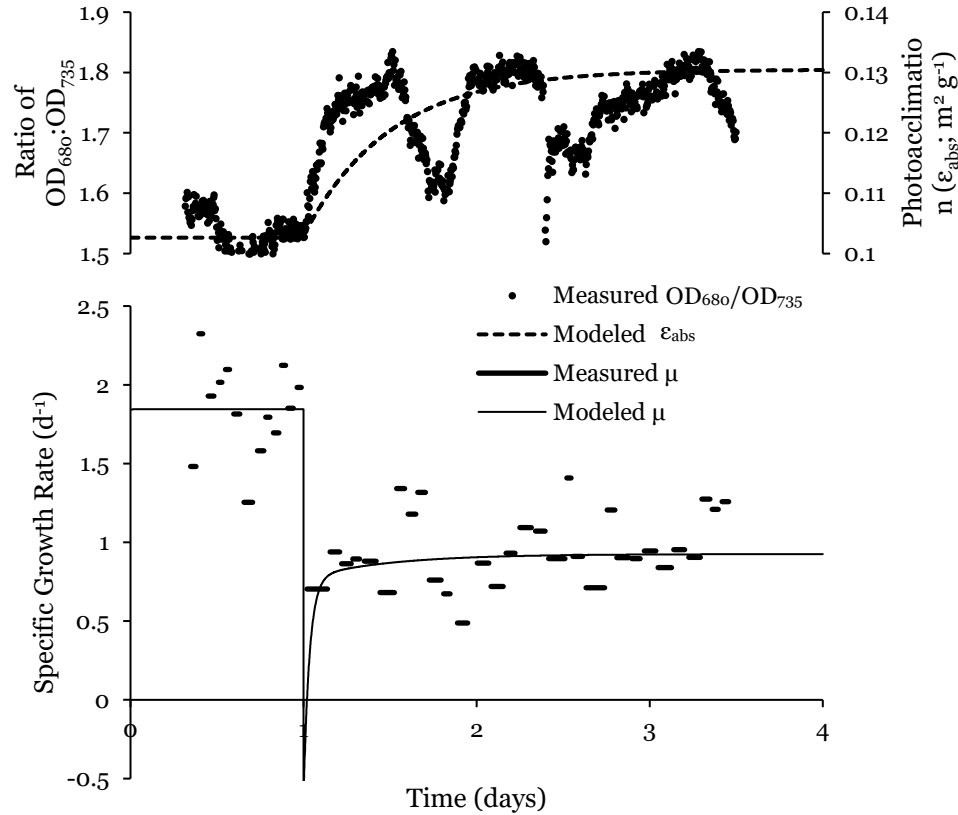 1.9
1.8
1.7
1.6
1.5
Ratio of
OD₆₈₀:OD₇₃₅
0.14
0.13
0.12
0.11
0.1
Photoacclimatio
n (ε_abs; m² g⁻¹)
Measured OD₆₈₀/OD₇₃₅
Modeled ε_abs
Measured μ
Modeled μ
2.5
2
1.5
1
0.5
0
-0.5
Specific Growth Rate (d⁻¹)
0 1 2 3 4
Time (days)